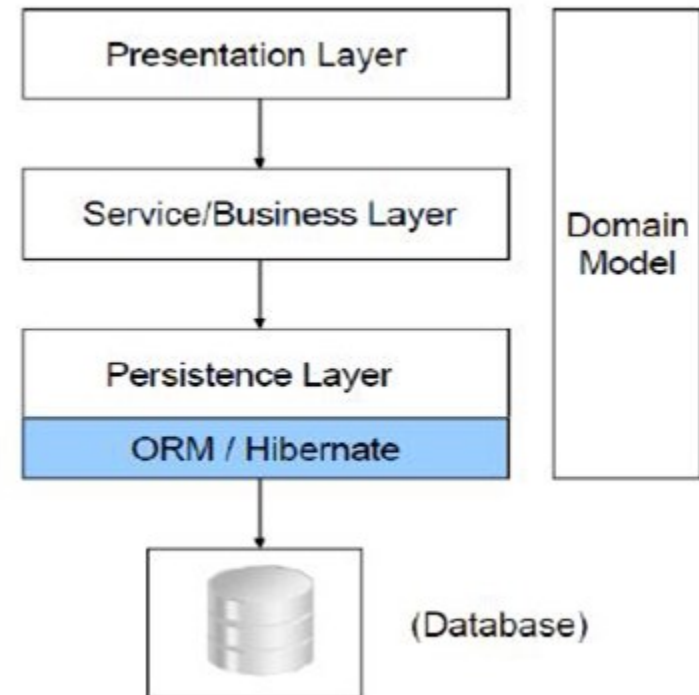 Presentation Layer
Service/Business Layer
Domain
Model
Persistence Layer
ORM / Hibernate
(Database)